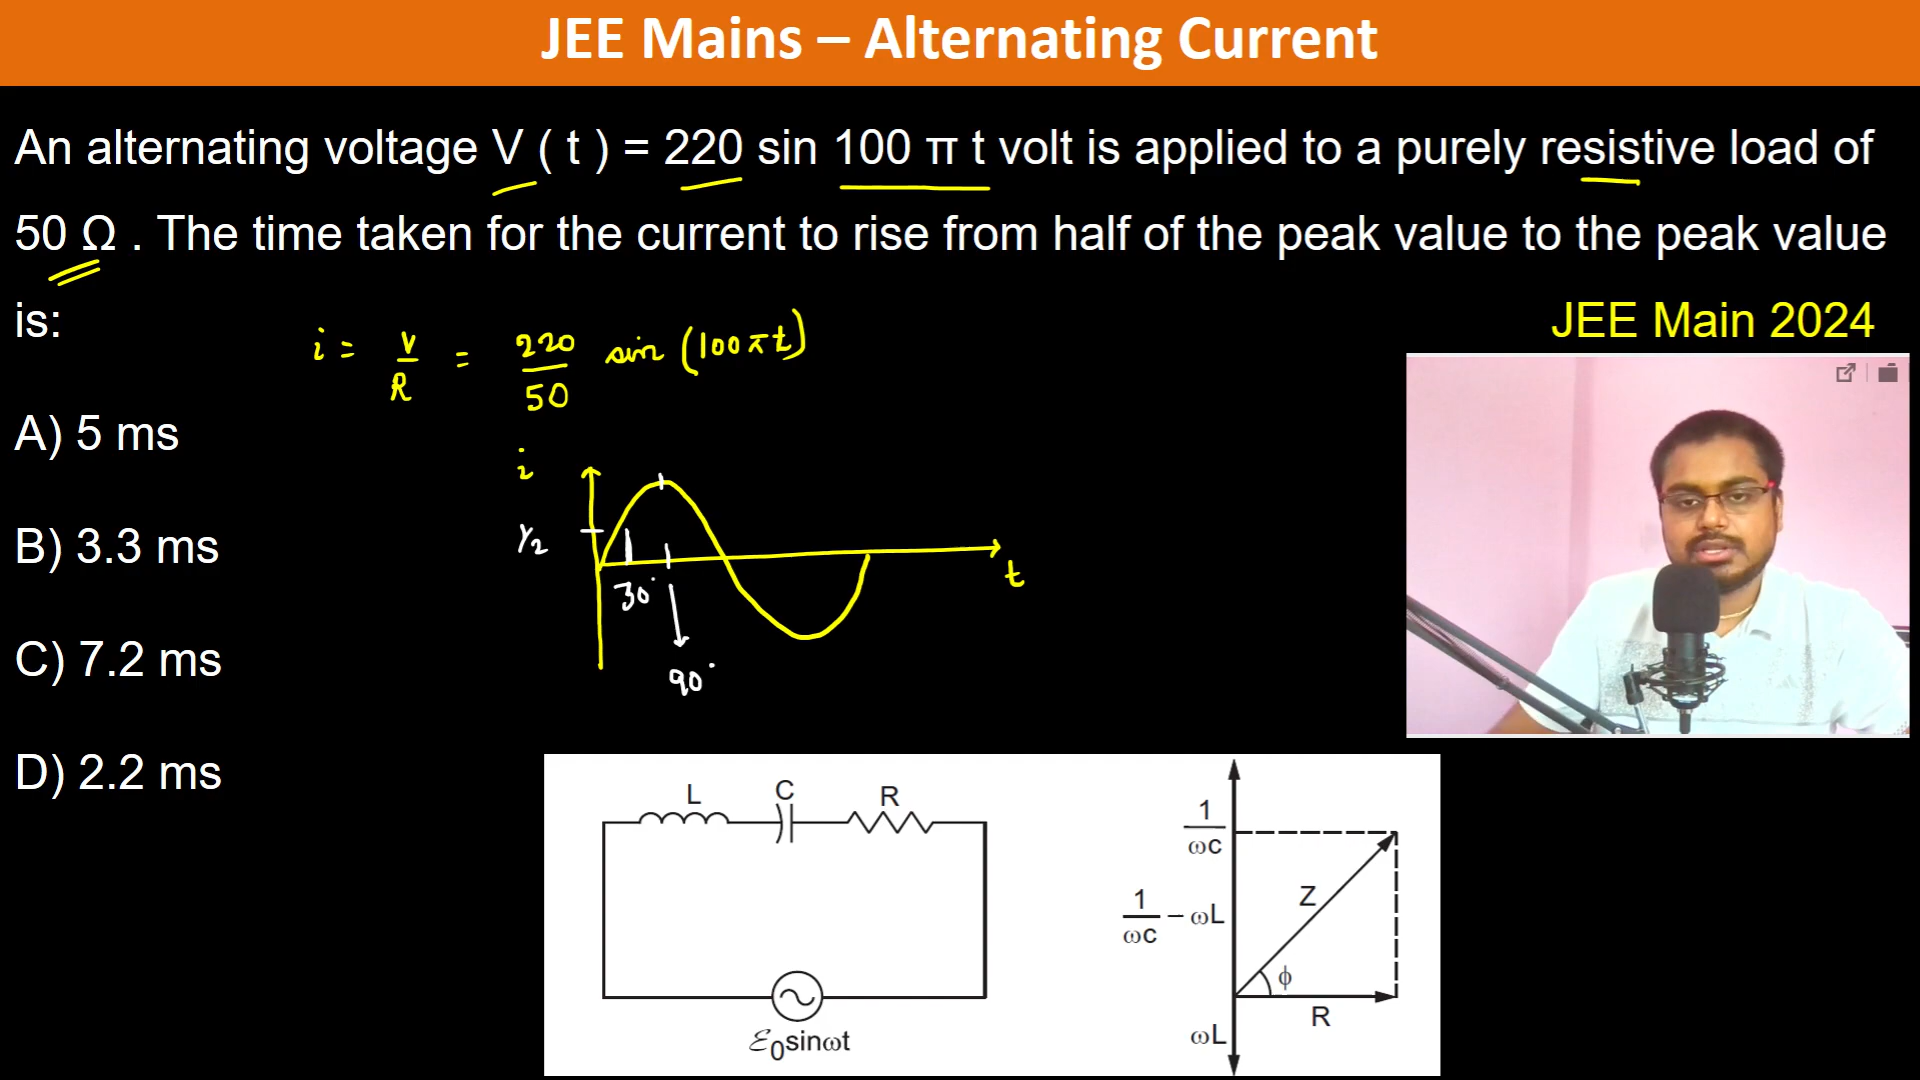 JEE Mains – Alternating Current
An alternating voltage V ( t ) = 220 sin 100 π t volt is applied to a purely resistive load of
50 Ω . The time taken for the current to rise from half of the peak value to the peak value
is:
JEE Main 2024
i = V/R = 220/50 sin (100πt)
A) 5 ms
B) 3.3 ms
C) 7.2 ms
D) 2.2 ms
i
1/2
30°
90°
t
L
C
R
ℰ0sinωt
1/ωc
1/ωc – ωL
Z
ϕ
R
ωL